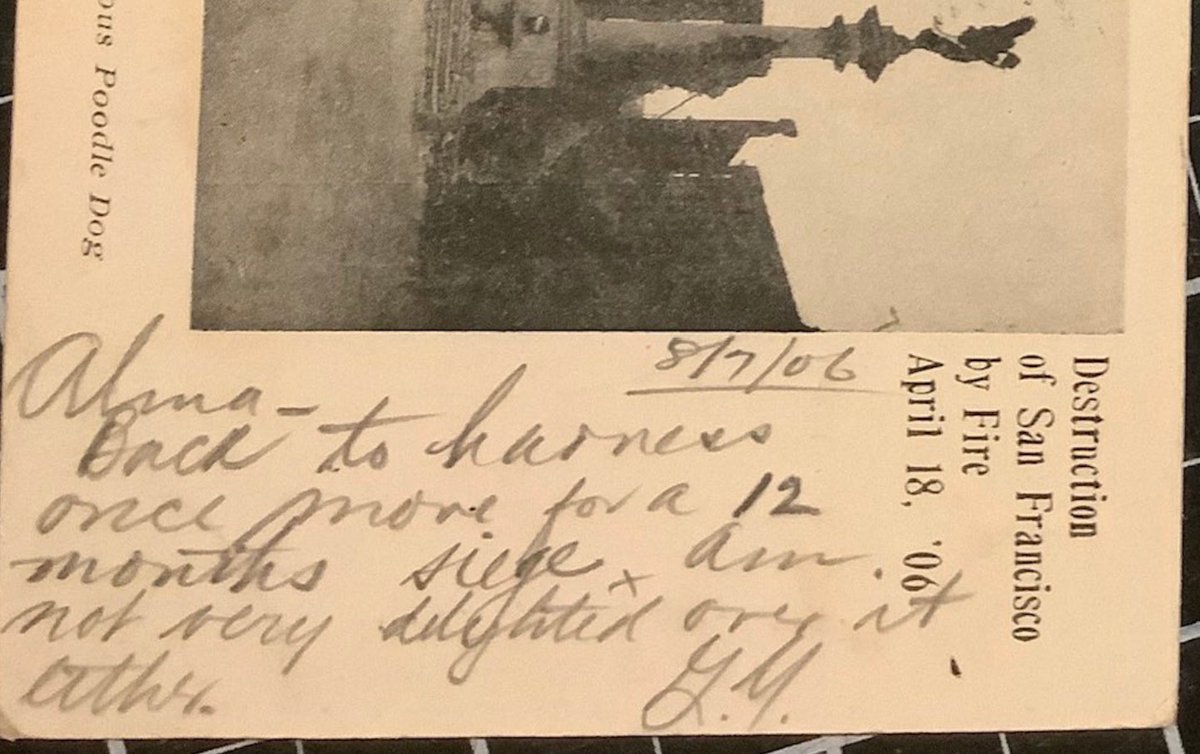 ous Poodle Dog
Destruction
of San Francisco
by Fire
April 18, '06
8/7/06
Alma-
Back to harness
once more for a 12
months siege x am.
not very delighted over it
either.